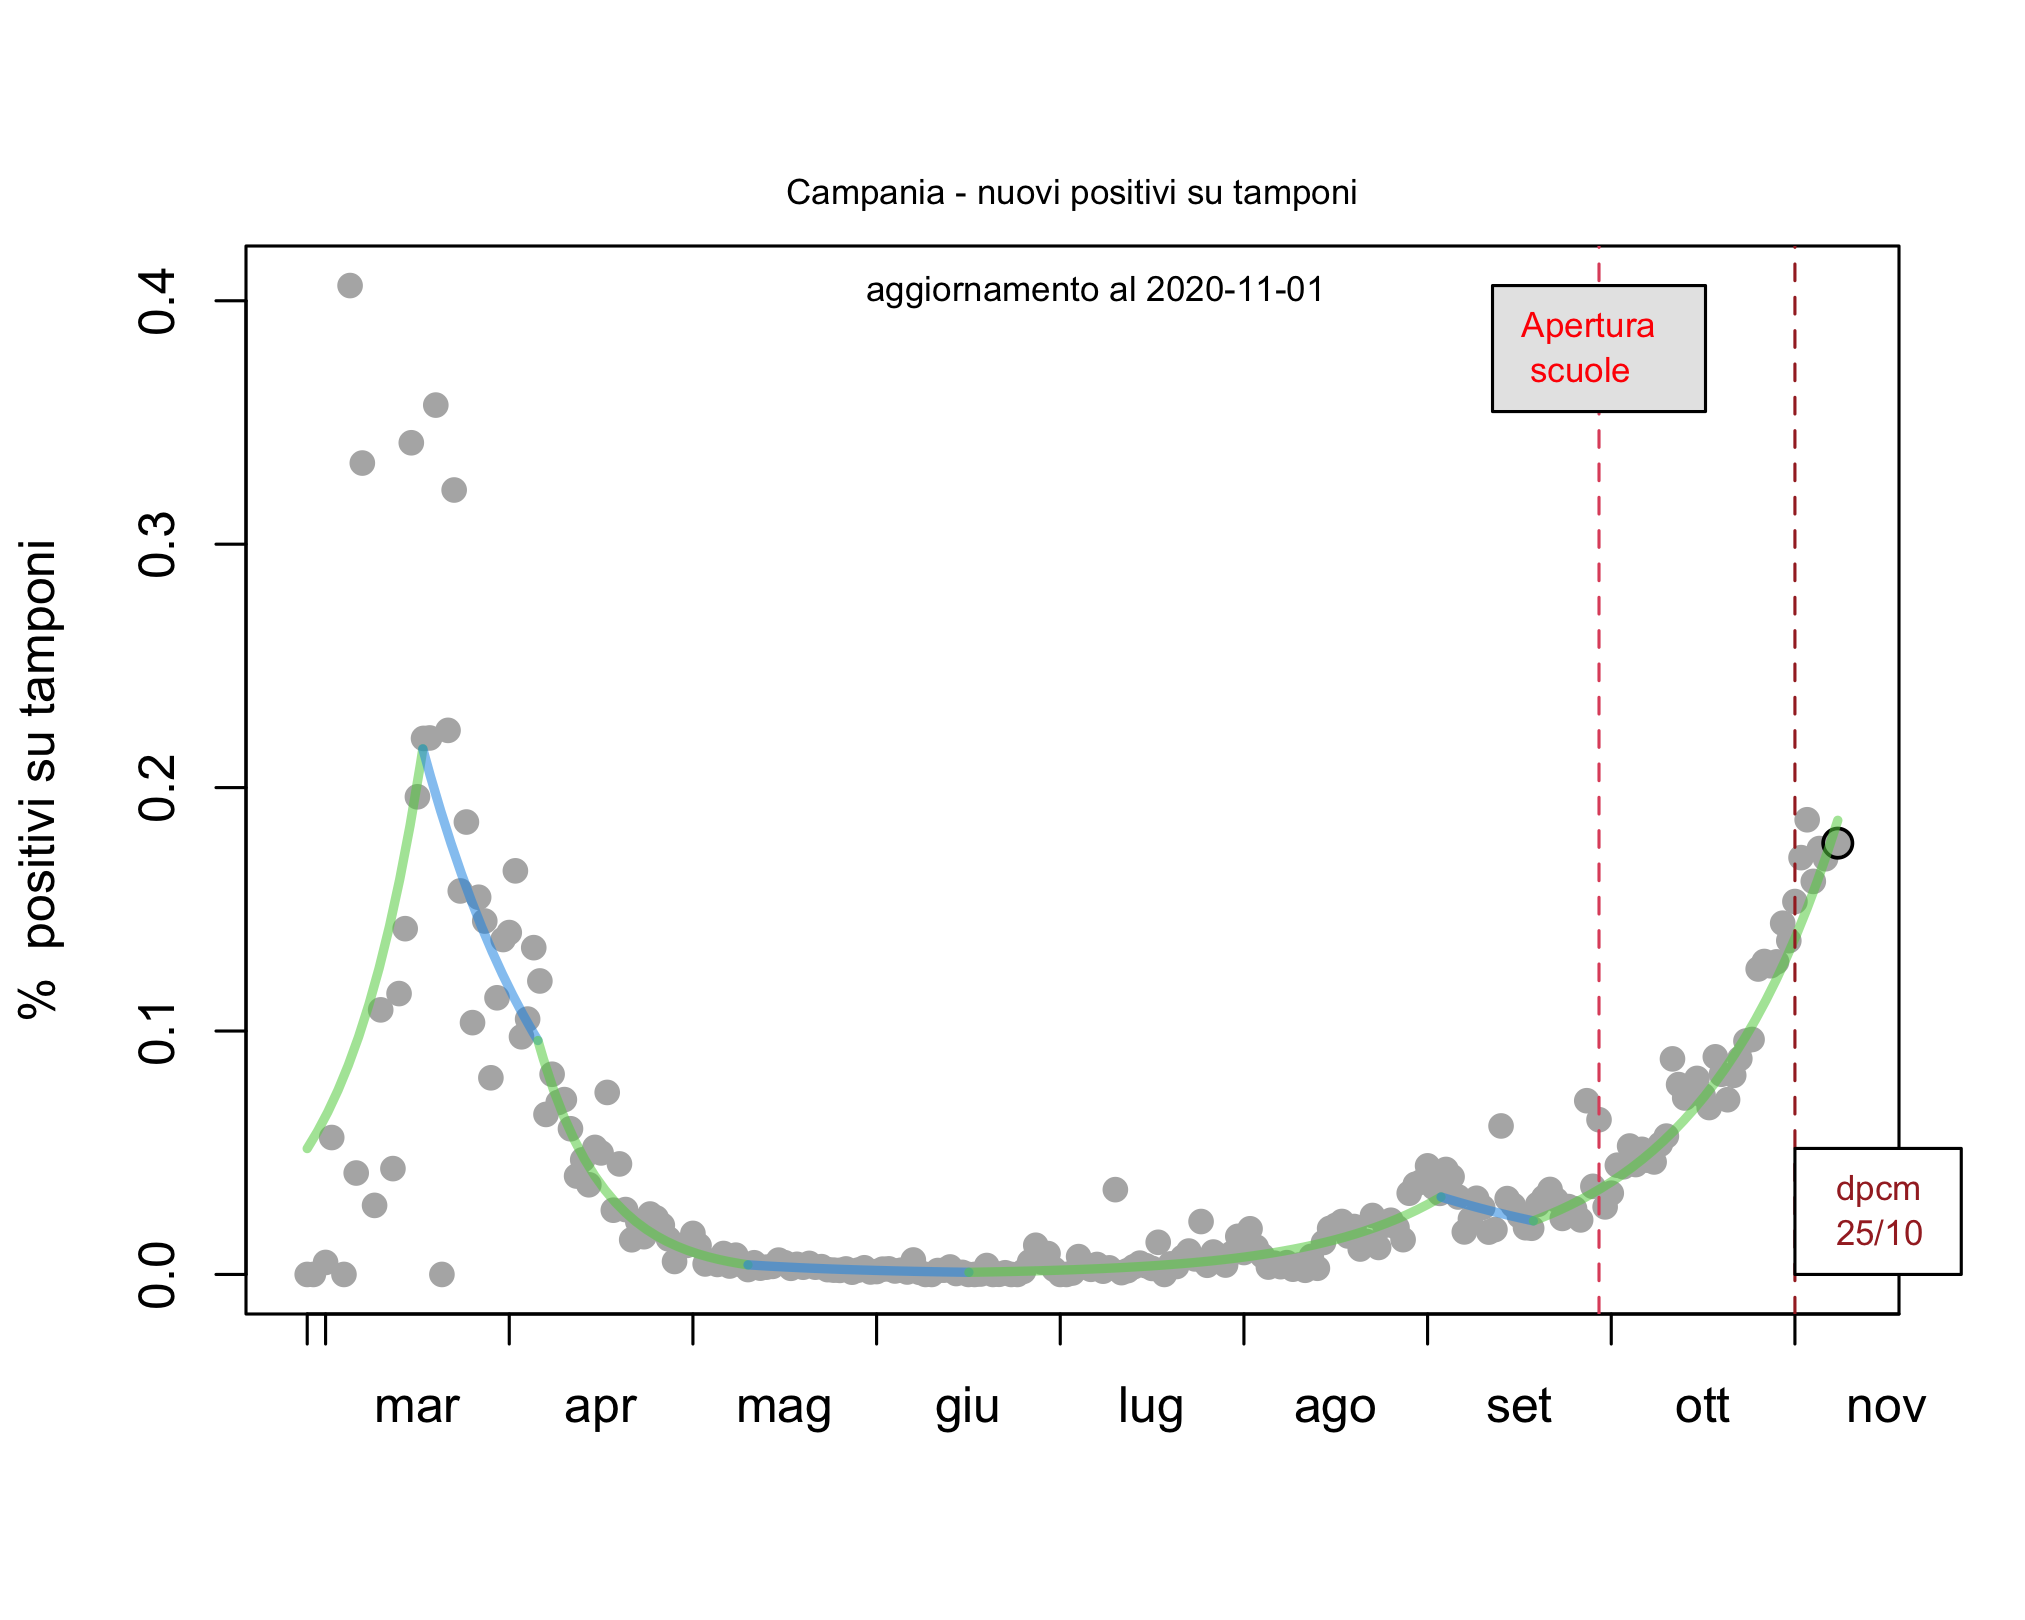 Campania - nuovi positivi su tamponi
aggiornamento al 2020-11-01
Apertura
scuole
% positivi su tamponi
0.4
0.3
0.2
0.1
0.0
dpcm
25/10
mar apr mag giu lug ago set ott nov